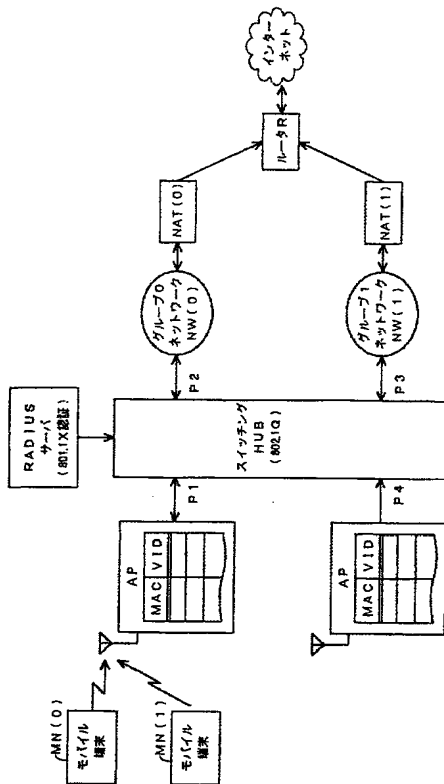 MN(0)
モバイル
端末
MN(1)
モバイル
端末
AP
MAC VID
AP
MAC VID
RADIUS
サーバ
(801.1X認証)
P1
P4
スイッチング
HUB
(8021Q)
P2
P3
グループ0
ネットワーク
NW(0)
グループ1
ネットワーク
NW(1)
NAT(0)
NAT(1)
ルータR
インター
ネット